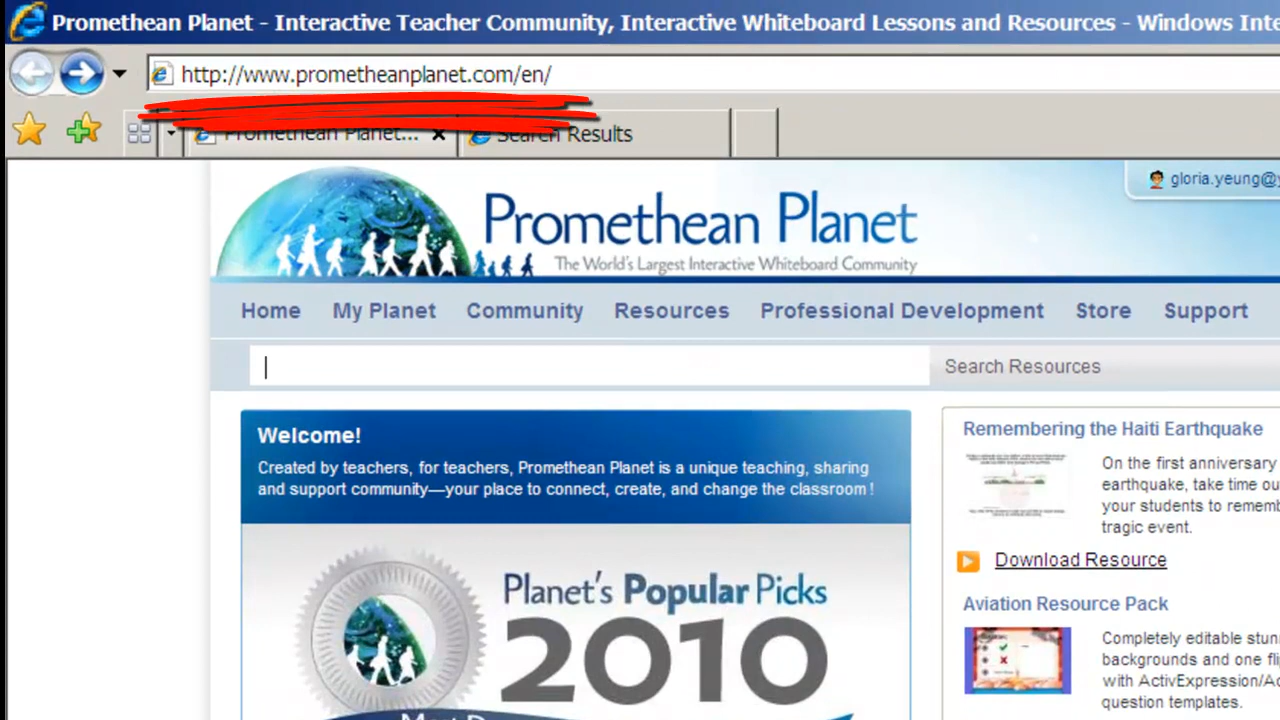 Promethean Planet - Interactive Teacher Community, Interactive Whiteboard Lessons and Resources - Windows Inte
http://www.prometheanplanet.com/en/
Promethean Planet...
Search Results
gloria.yeung@y
Promethean Planet
The World's Largest Interactive Whiteboard Community
Home My Planet Community Resources Professional Development Store Support
Search Resources
Welcome!
Created by teachers, for teachers, Promethean Planet is a unique teaching, sharing
and support community—your place to connect, create, and change the classroom !
Planet's Popular Picks
2010
Remembering the Haiti Earthquake
On the first anniversary
earthquake, take time ou
your students to rememb
tragic event.
Download Resource
Aviation Resource Pack
Completely editable stunn
backgrounds and one fli
with ActivExpression/Ac
question templates.